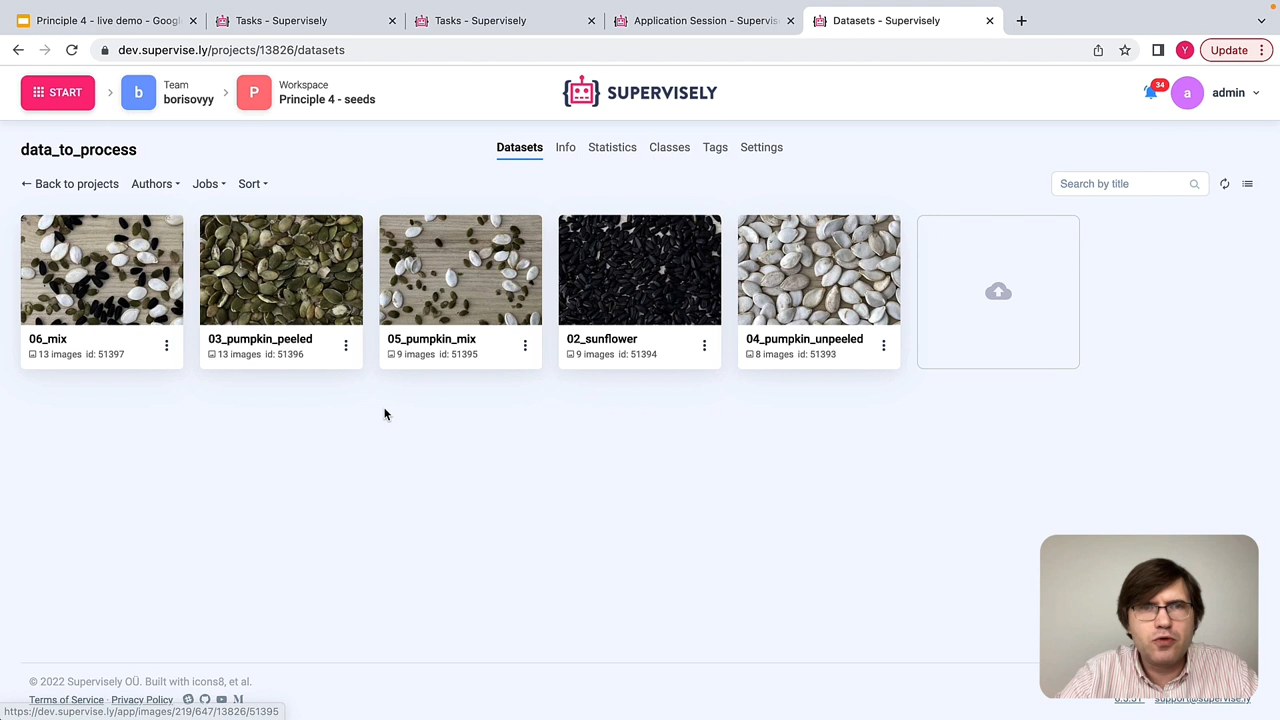 Principle 4 - live demo - Googl
Tasks - Supervisely
Tasks - Supervisely
Application Session - Supervis
Datasets - Supervisely
dev.supervise.ly/projects/13826/datasets
Y
Update
START
b
Team
borisovyy
P
Workspace
Principle 4 - seeds
SUPERVISELY
34
a
admin
data_to_process
Datasets
Info
Statistics
Classes
Tags
Settings
← Back to projects
Authors
Jobs
Sort
Search by title
06_mix
13 images id: 51397
03_pumpkin_peeled
13 images id: 51396
05_pumpkin_mix
9 images id: 51395
02_sunflower
9 images id: 51394
04_pumpkin_unpeeled
8 images id: 51393
© 2022 Supervisely OÜ. Built with icons8, et al.
Terms of Service · Privacy Policy
support@supervise.ly
https://dev.supervise.ly/app/images/219/647/13826/51395